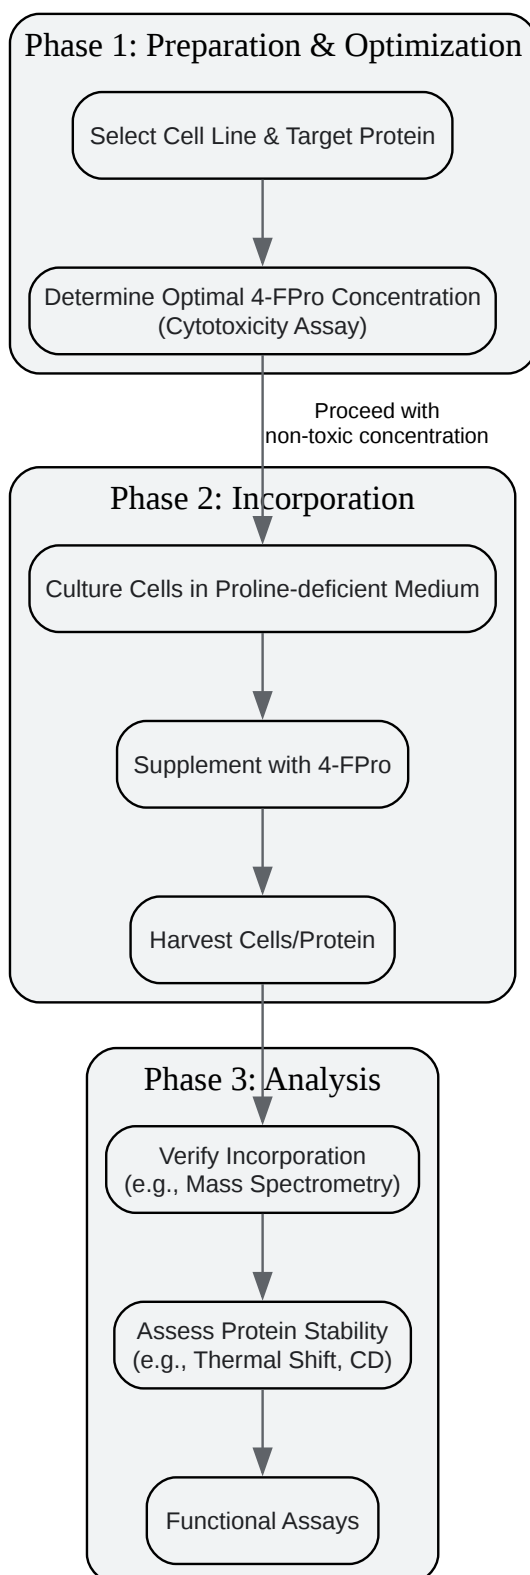 Phase 1: Preparation & Optimization
Select Cell Line & Target Protein
Determine Optimal 4-FPro Concentration
(Cytotoxicity Assay)
Proceed with
non-toxic concentration
Phase 2: Incorporation
Culture Cells in Proline-deficient Medium
Supplement with 4-FPro
Harvest Cells/Protein
Phase 3: Analysis
Verify Incorporation
(e.g., Mass Spectrometry)
Assess Protein Stability
(e.g., Thermal Shift, CD)
Functional Assays